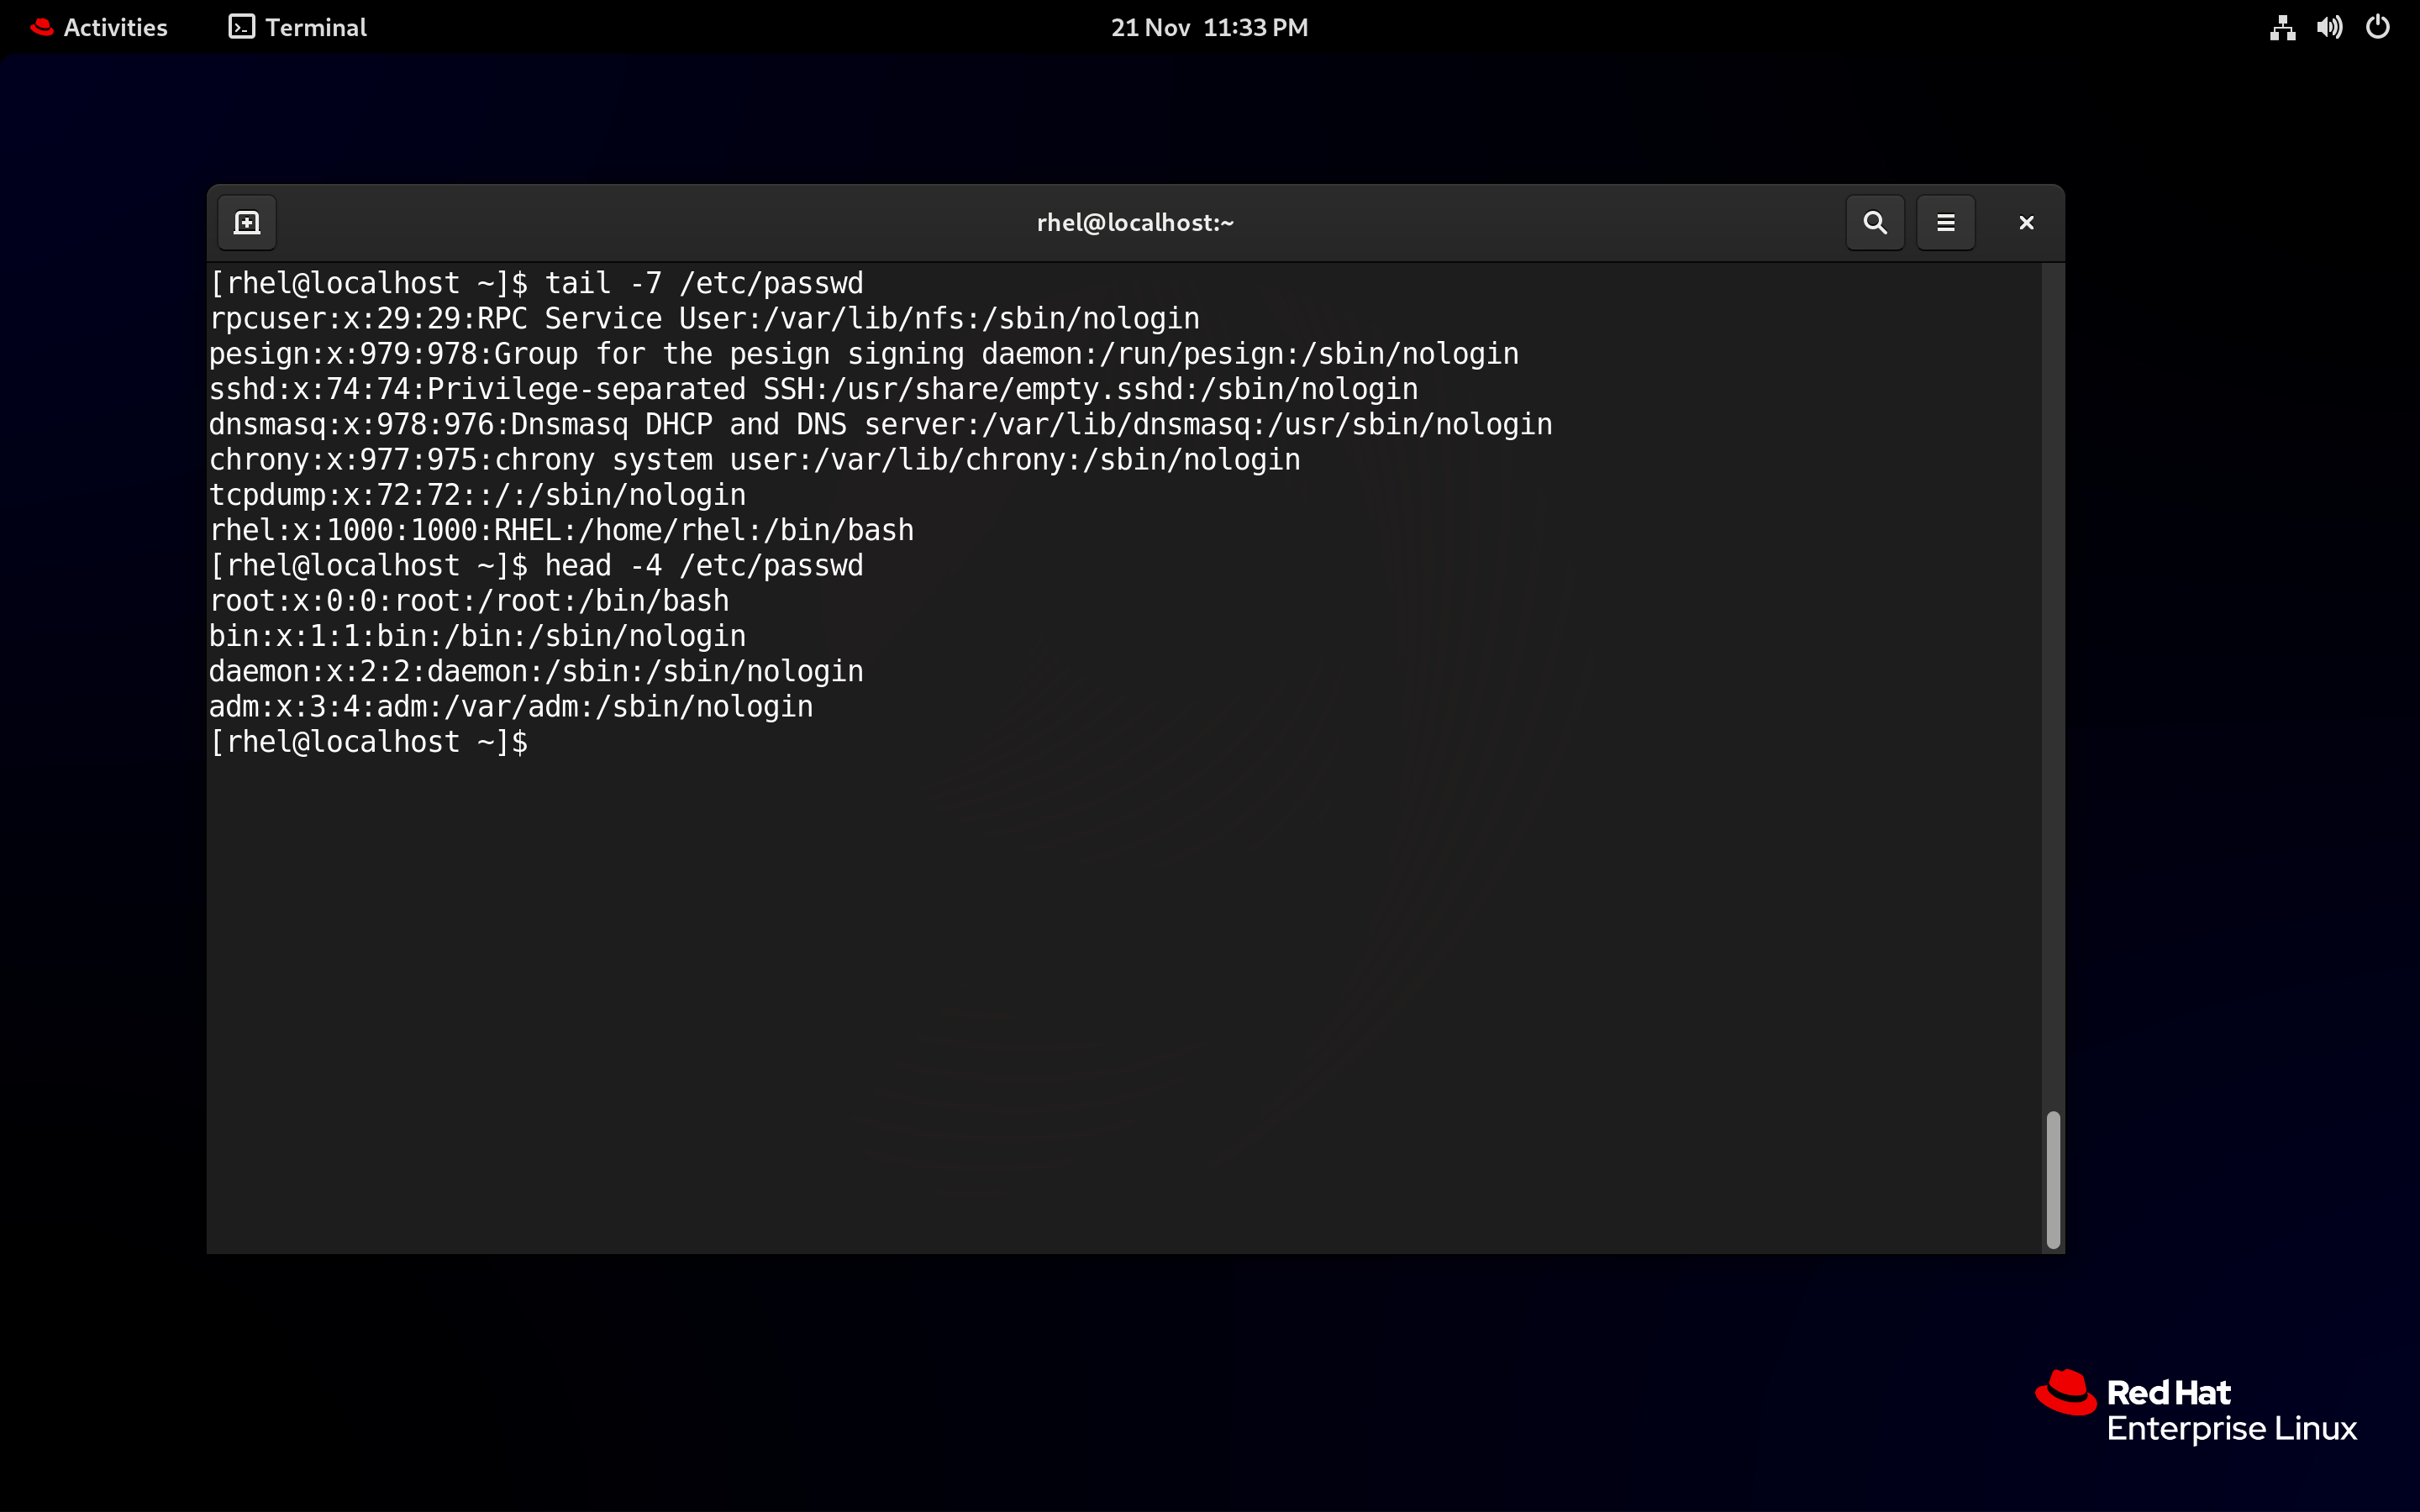 Activities Terminal 21 Nov 11:33 PM
rhel@localhost:~
[rhel@localhost ~]$ tail -7 /etc/passwd
rpcuser:x:29:29:RPC Service User:/var/lib/nfs:/sbin/nologin
pesign:x:979:978:Group for the pesign signing daemon:/run/pesign:/sbin/nologin
sshd:x:74:74:Privilege-separated SSH:/usr/share/empty.sshd:/sbin/nologin
dnsmasq:x:978:976:Dnsmasq DHCP and DNS server:/var/lib/dnsmasq:/usr/sbin/nologin
chrony:x:977:975:chrony system user:/var/lib/chrony:/sbin/nologin
tcpdump:x:72:72::/:/sbin/nologin
rhel:x:1000:1000:RHEL:/home/rhel:/bin/bash
[rhel@localhost ~]$ head -4 /etc/passwd
root:x:0:0:root:/root:/bin/bash
bin:x:1:1:bin:/bin:/sbin/nologin
daemon:x:2:2:daemon:/sbin:/sbin/nologin
adm:x:3:4:adm:/var/adm:/sbin/nologin
[rhel@localhost ~]$
Red Hat
Enterprise Linux